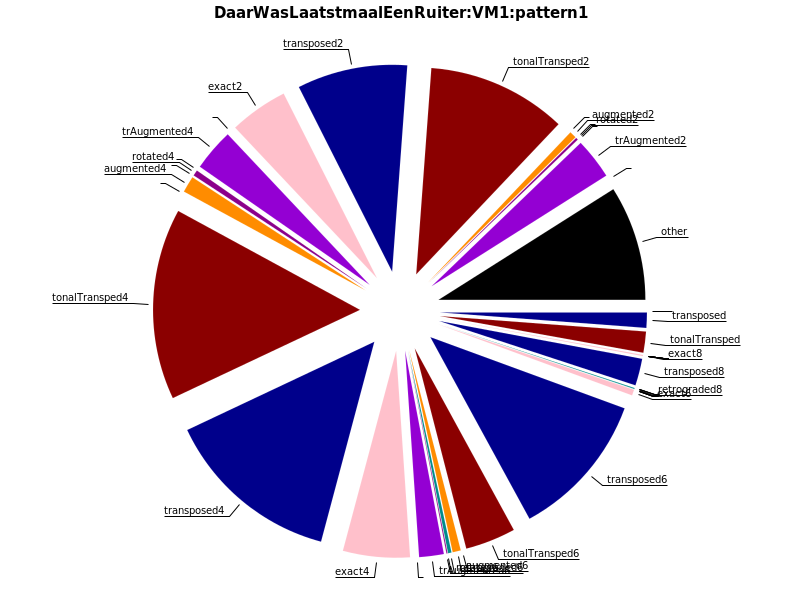 DaarWasLaatstmaalEenRuiter:VM1:pattern1
transposed2
tonalTransped2
exact2
augmented2
rotated2
trAugmented4
trAugmented2
rotated4
augmented4
other
tonalTransped4
transposed
tonalTransped
exact8
transposed8
retrograded8
exact6
transposed6
transposed4
tonalTransped6
augmented6
exact4